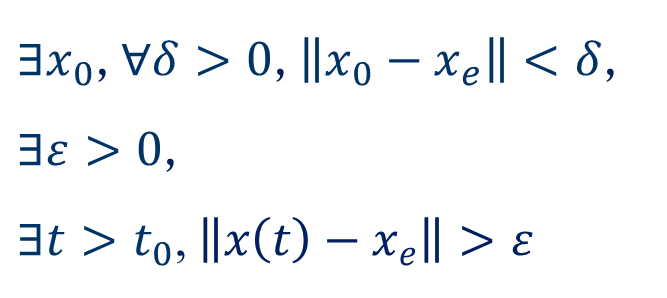 ∃x₀, ∀δ > 0, ‖x₀ − xₑ‖ < δ,
∃ε > 0,
∃t > t₀, ‖x(t) − xₑ‖ > ε